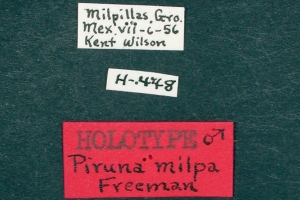 Milpillas, Gro.
Mex. vii-6-56
Kent Wilson
H-448
HOLOTYPE ♂
Piruna milpa
Freeman